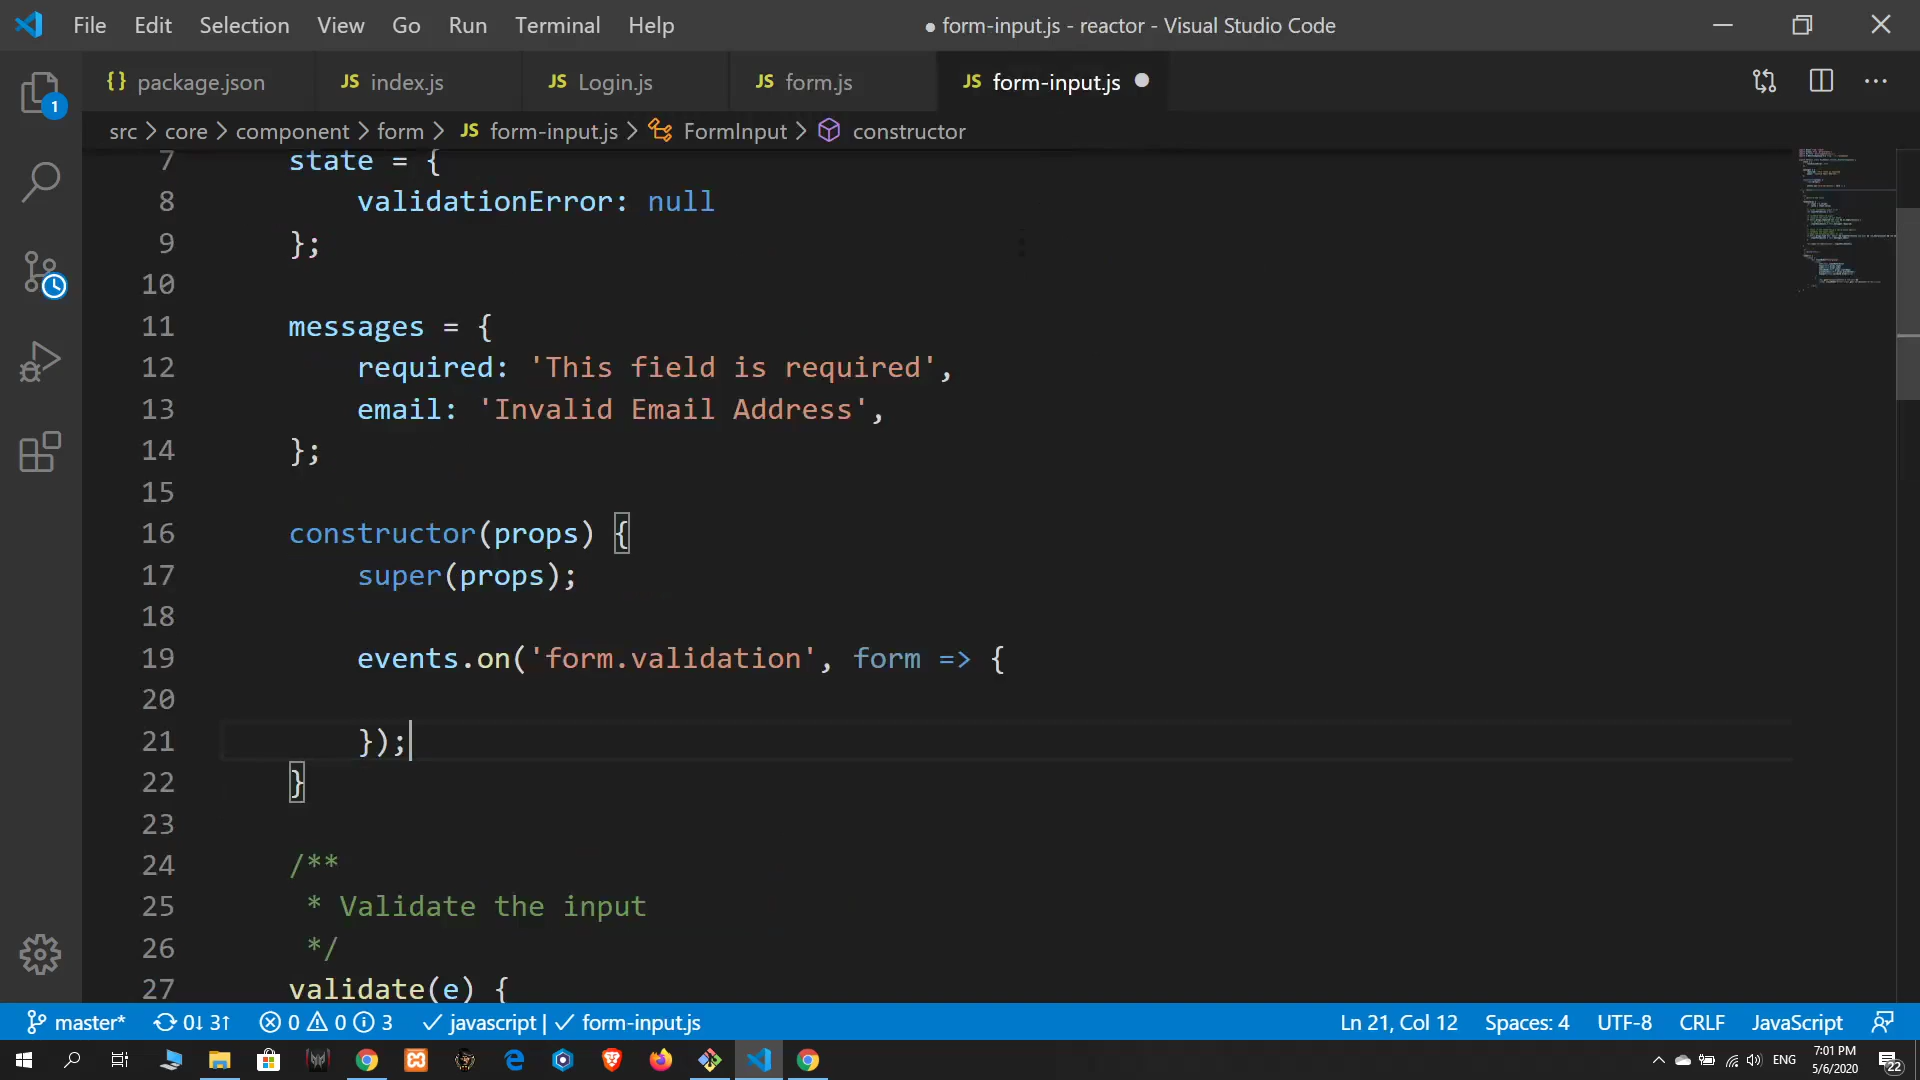 File Edit Selection View Go Run Terminal Help ● form-input.js - reactor - Visual Studio Code
{} package.json JS index.js JS Login.js JS form.js JS form-input.js
src > core > component > form > JS form-input.js > FormInput > constructor
7 state = {
8 validationError: null
9 };
10
11 messages = {
12 required: 'This field is required',
13 email: 'Invalid Email Address',
14 };
15
16 constructor(props) {
17 super(props);
18
19 events.on('form.validation', form => {
20
21 });
22 }
23
24 /**
25 * Validate the input
26 */
27 validate(e) {
1
master* 0↓ 3↑ 0 0 3 javascript | form-input.js Ln 21, Col 12 Spaces: 4 UTF-8 CRLF JavaScript
ENG 7:01 PM
5/6/2020 22